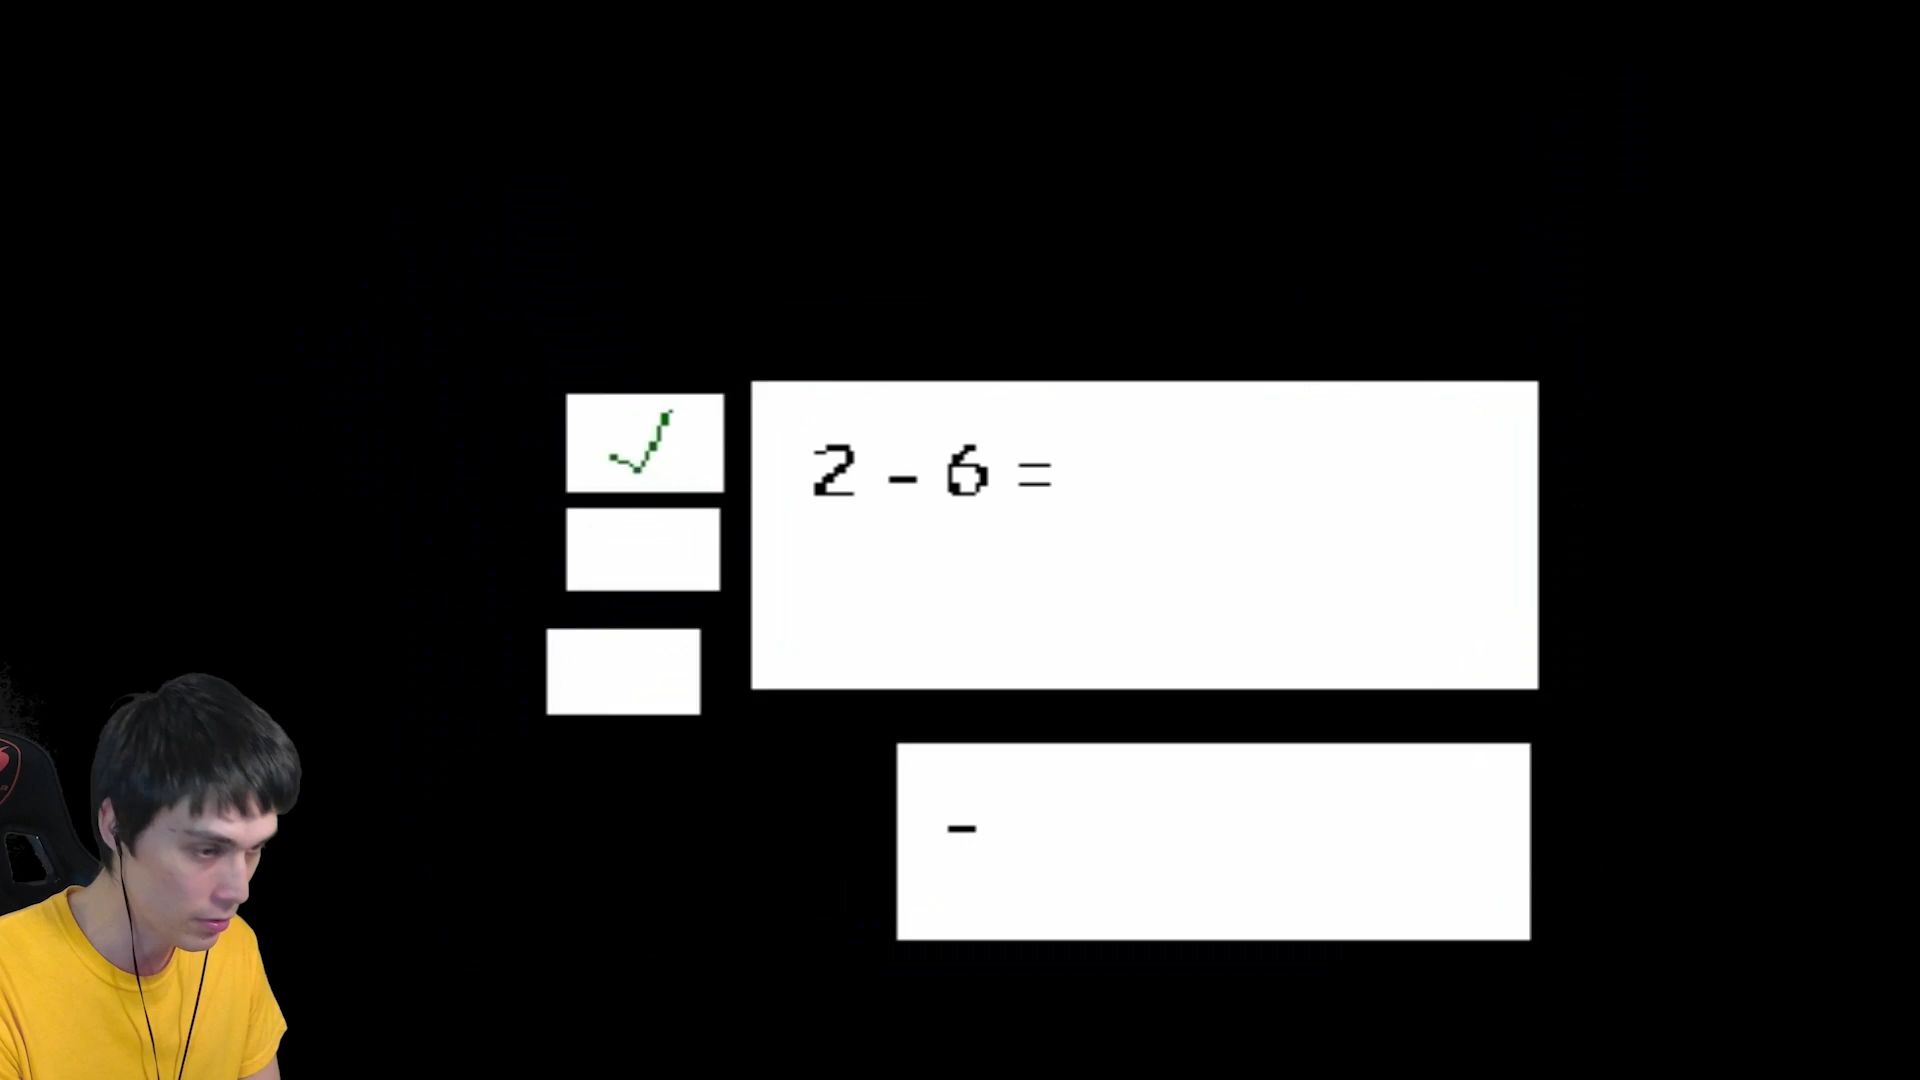 2 - 6 =
-